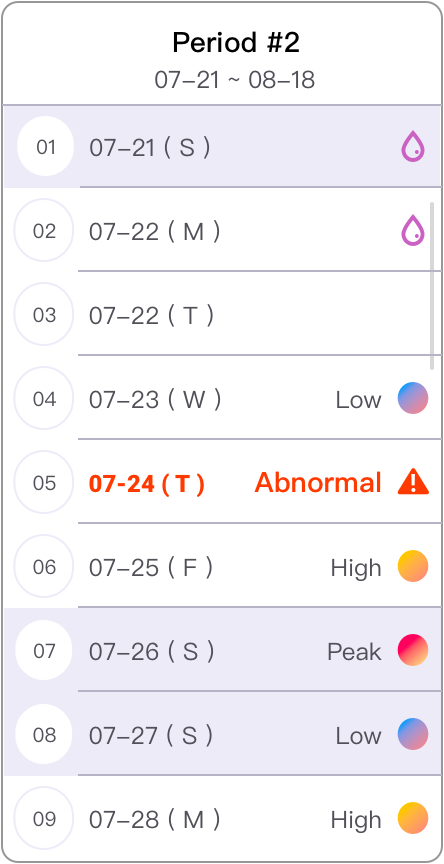 Period #2
07-21 ~ 08-18
01 07-21 ( S )
02 07-22 ( M )
03 07-22 ( T )
04 07-23 ( W ) Low
05 07-24 ( T ) Abnormal
06 07-25 ( F ) High
07 07-26 ( S ) Peak
08 07-27 ( S ) Low
09 07-28 ( M ) High